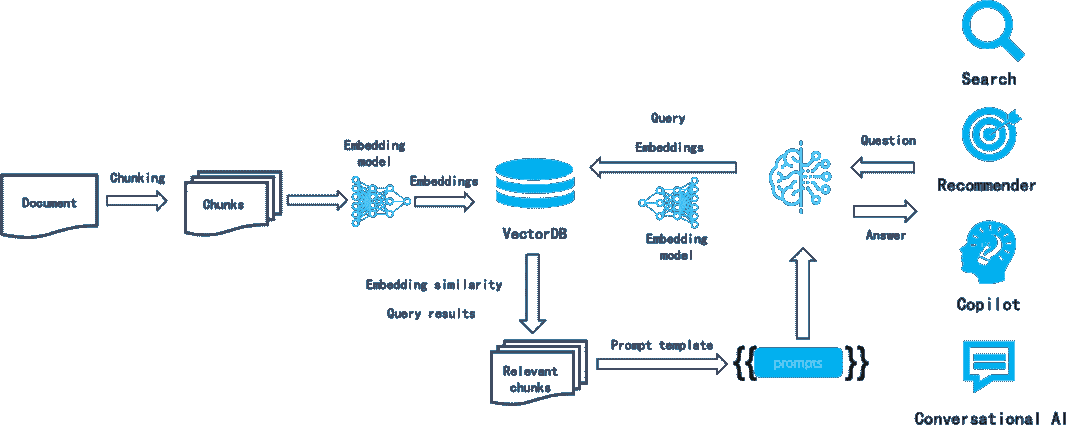 Document
Chunking
Chunks
Embedding
model
Embeddings
VectorDB
Query
Embeddings
Embedding
model
Question
Answer
Embedding similarity
Query results
Relevant
chunks
Prompt template
{{ prompts }}
Search
Recommender
Copilot
Conversational AI